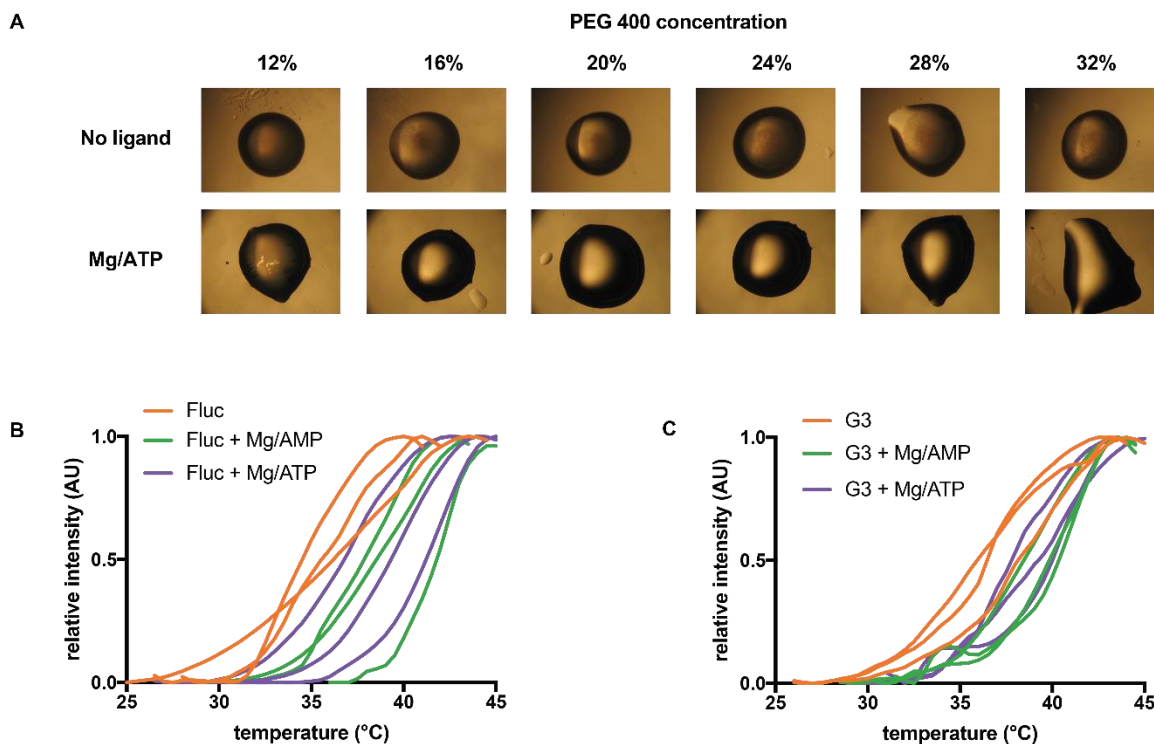 A
PEG 400 concentration
12% 16% 20% 24% 28% 32%
No ligand
Mg/ATP
B
Fluc
Fluc + Mg/AMP
Fluc + Mg/ATP
relative intensity (AU)
1.0
0.5
0.0
25 30 35 40 45
temperature (°C)
C
G3
G3 + Mg/AMP
G3 + Mg/ATP
relative intensity (AU)
1.0
0.5
0.0
25 30 35 40 45
temperature (°C)